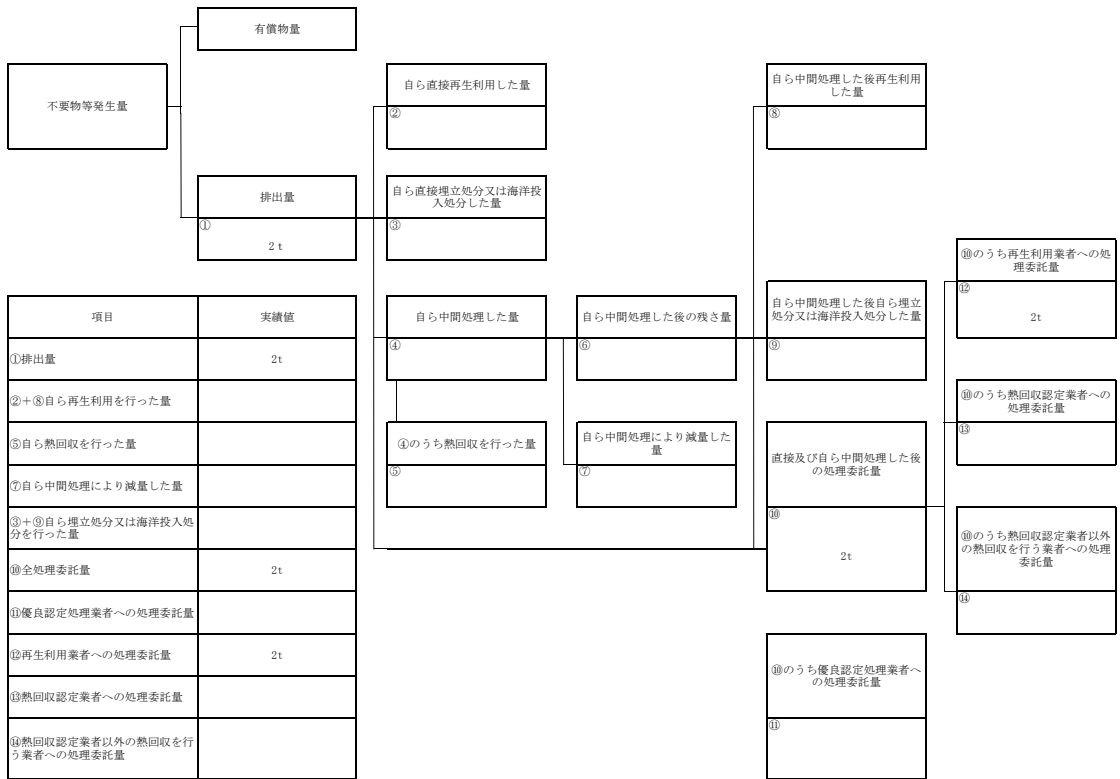 有償物量
不要物等発生量
自ら直接再生利用した量
②
自ら中間処理した後再生利用
した量
⑧
排出量
①
2 t
自ら直接埋立処分又は海洋投
入処分した量
③
⑩のうち再生利用業者への処
理委託量
⑫
2t
項目
実績値
①排出量
2t
②+⑧自ら再生利用を行った量
⑤自ら熱回収を行った量
⑦自ら中間処理により減量した量
③+⑨自ら埋立処分又は海洋投入処
分を行った量
⑩全処理委託量
2t
⑪優良認定処理業者への処理委託量
⑫再生利用業者への処理委託量
2t
⑬熱回収認定業者への処理委託量
⑭熱回収認定業者以外の熱回収を行
う業者への処理委託量
自ら中間処理した量
④
自ら中間処理した後の残さ量
⑥
自ら中間処理した後自ら埋立
処分又は海洋投入処分した量
⑨
④のうち熱回収を行った量
⑤
自ら中間処理により減量した
量
⑦
直接及び自ら中間処理した後
の処理委託量
⑩
2t
⑩のうち熱回収認定業者への
処理委託量
⑬
⑩のうち熱回収認定業者以外
の熱回収を行う業者への処理
委託量
⑭
⑩のうち優良認定処理業者へ
の処理委託量
⑪